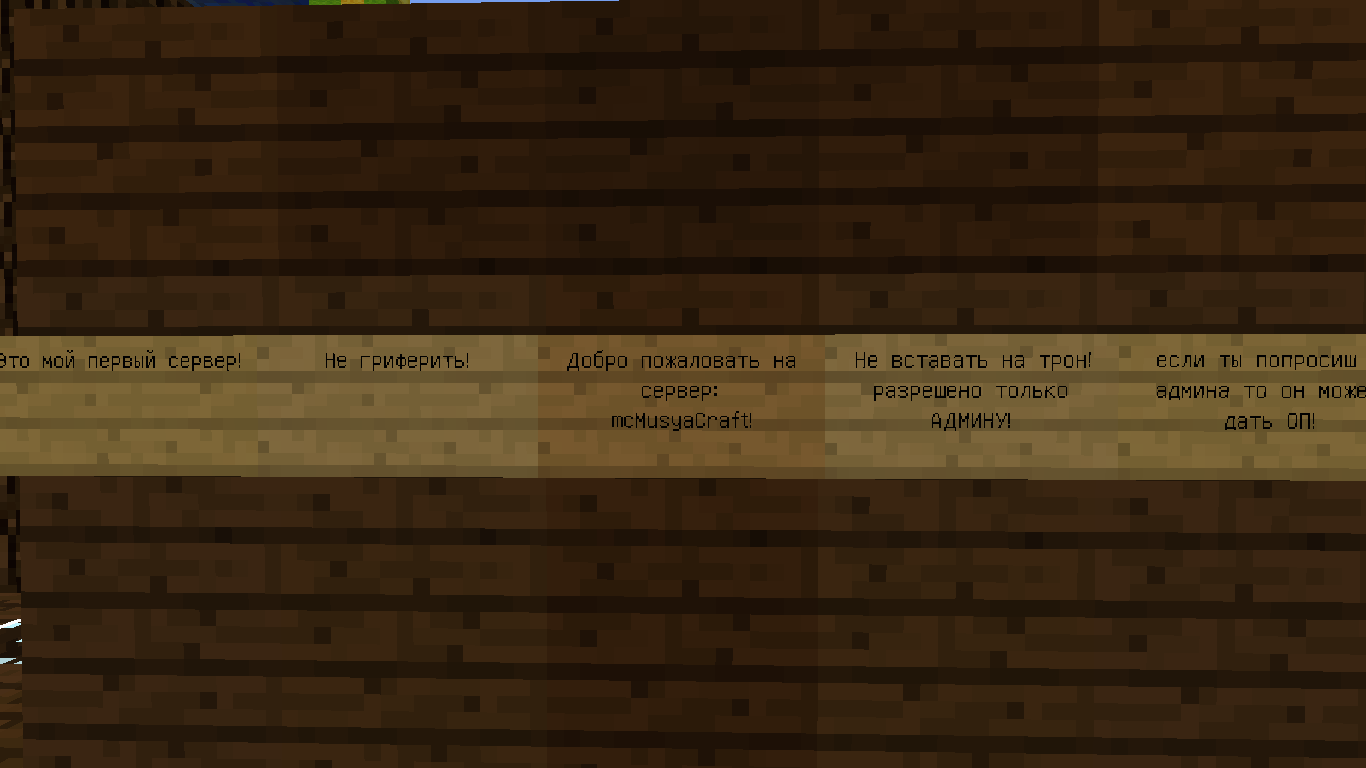 Это мой первый сервер!
Не гриферить!
Добро пожаловать на
сервер:
mcMusyaCraft!
Не вставать на трон!
разрешено только
АДМИНУ!
если ты попросиш
админа то он може
дать ОП!